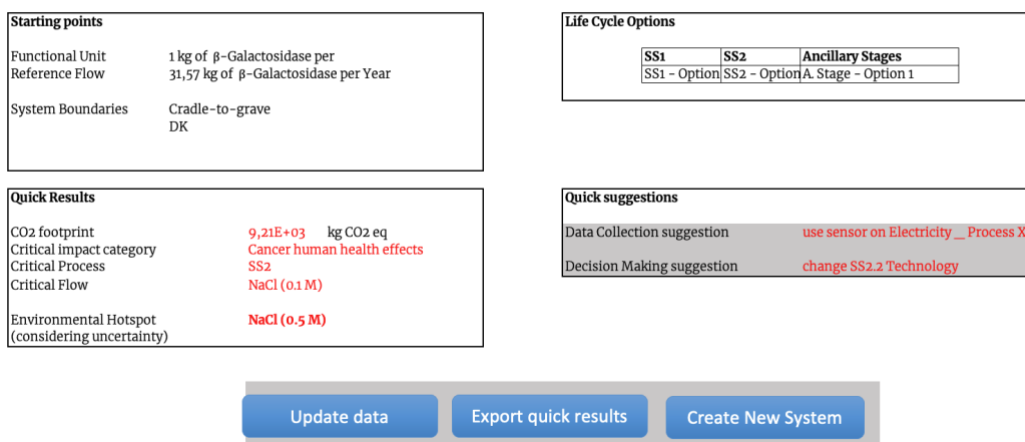 Starting points
Functional Unit 1 kg of β-Galactosidase per
Reference Flow 31,57 kg of β-Galactosidase per Year
System Boundaries Cradle-to-grave
DK
Life Cycle Options
SS1 SS2 Ancillary Stages
SS1 - Option SS2 - Option A. Stage - Option 1
Quick Results
CO2 footprint 9,21E+03 kg CO2 eq
Critical impact category Cancer human health effects
Critical Process SS2
Critical Flow NaCl (0.1 M)
Environmental Hotspot NaCl (0.5 M)
(considering uncertainty)
Quick suggestions
Data Collection suggestion use sensor on Electricity _ Process X
Decision Making suggestion change SS2.2 Technology
Update data Export quick results Create New System